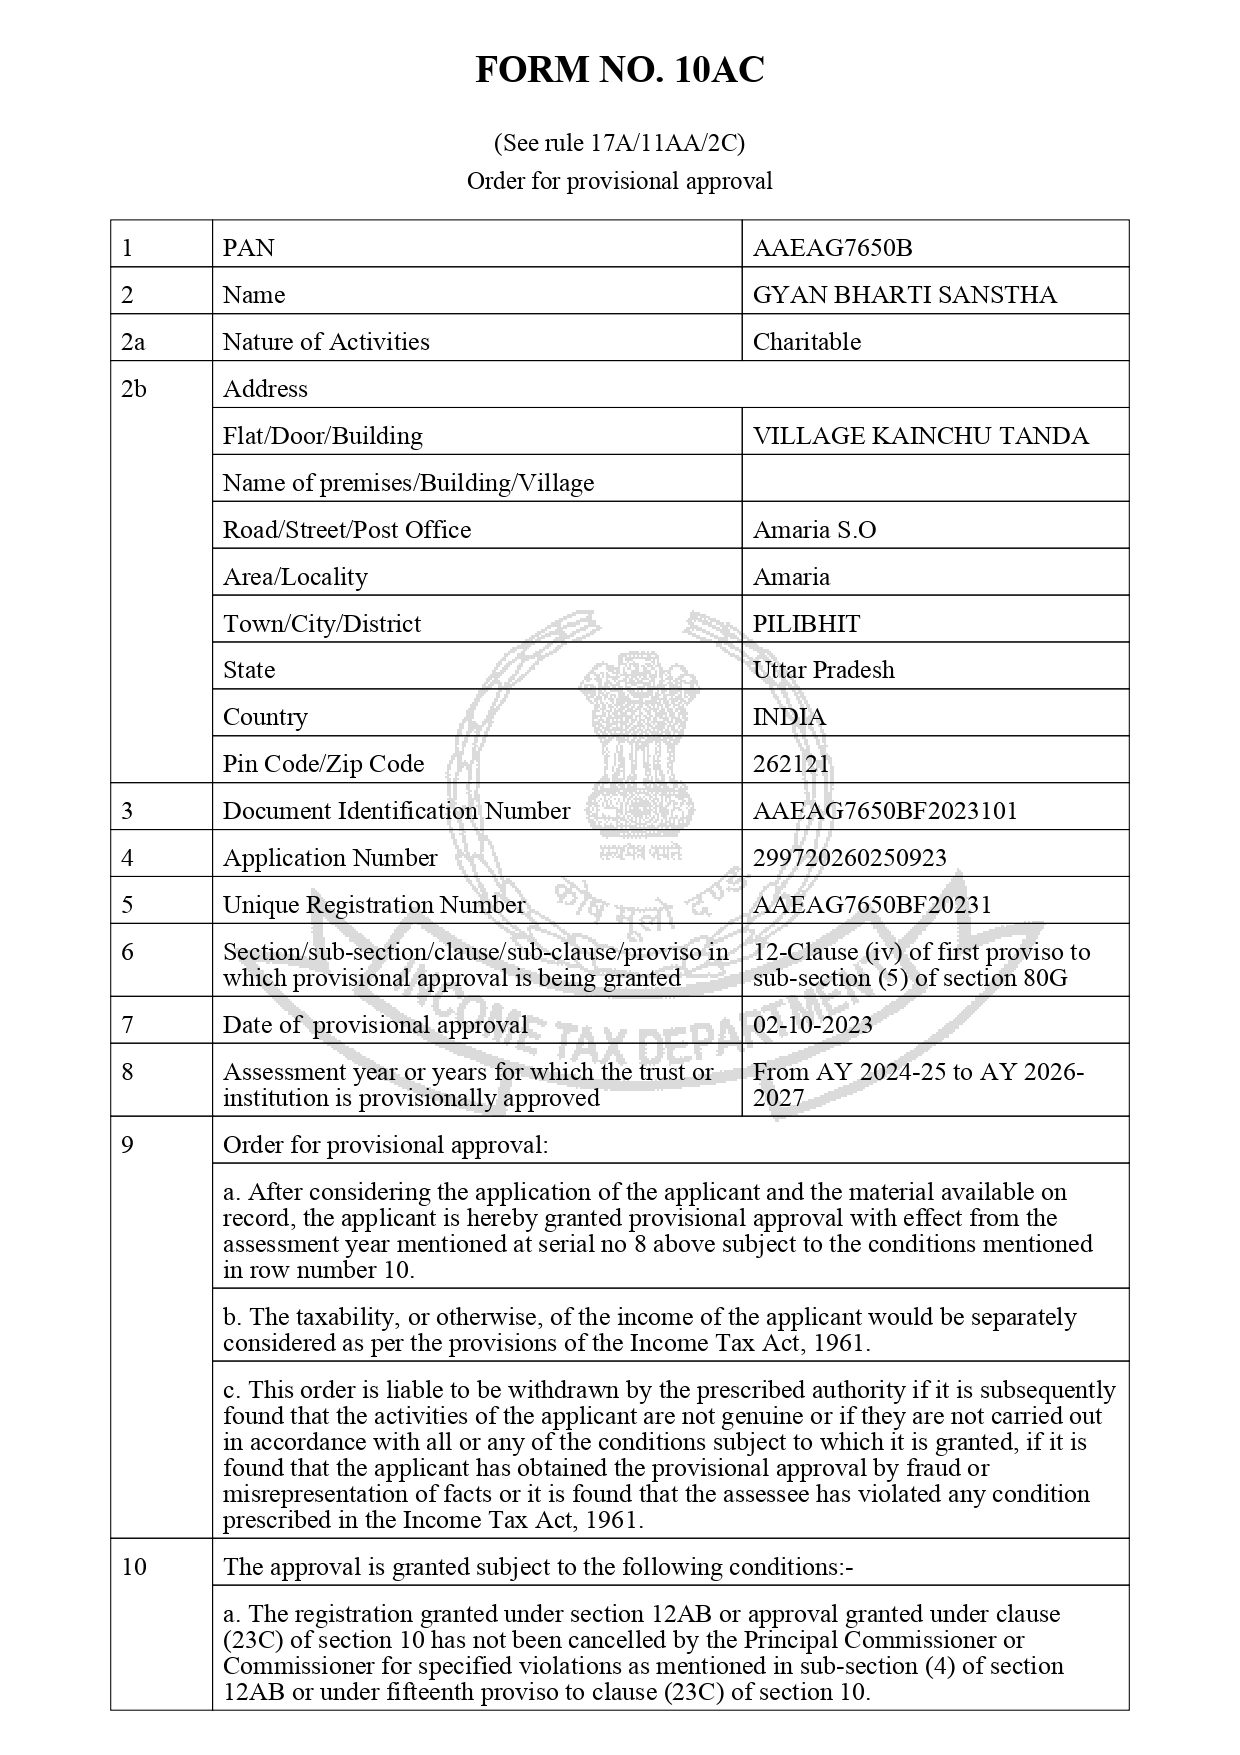 FORM NO. 10AC
(See rule 17A/11AA/2C)
Order for provisional approval
1 PAN AAEAG7650B
2 Name GYAN BHARTI SANSTHA
2a Nature of Activities Charitable
2b Address
Flat/Door/Building VILLAGE KAINCHU TANDA
Name of premises/Building/Village
Road/Street/Post Office Amaria S.O
Area/Locality Amaria
Town/City/District PILIBHIT
State Uttar Pradesh
Country INDIA
Pin Code/Zip Code 262121
3 Document Identification Number AAEAG7650BF2023101
4 Application Number 299720260250923
5 Unique Registration Number AAEAG7650BF20231
6 Section/sub-section/clause/sub-clause/proviso in 12-Clause (iv) of first proviso to
which provisional approval is being granted sub-section (5) of section 80G
7 Date of provisional approval 02-10-2023
8 Assessment year or years for which the trust or From AY 2024-25 to AY 2026-
institution is provisionally approved 2027
9 Order for provisional approval:
a. After considering the application of the applicant and the material available on
record, the applicant is hereby granted provisional approval with effect from the
assessment year mentioned at serial no 8 above subject to the conditions mentioned
in row number 10.
b. The taxability, or otherwise, of the income of the applicant would be separately
considered as per the provisions of the Income Tax Act, 1961.
c. This order is liable to be withdrawn by the prescribed authority if it is subsequently
found that the activities of the applicant are not genuine or if they are not carried out
in accordance with all or any of the conditions subject to which it is granted, if it is
found that the applicant has obtained the provisional approval by fraud or
misrepresentation of facts or it is found that the assessee has violated any condition
prescribed in the Income Tax Act, 1961.
10 The approval is granted subject to the following conditions:-
a. The registration granted under section 12AB or approval granted under clause
(23C) of section 10 has not been cancelled by the Principal Commissioner or
Commissioner for specified violations as mentioned in sub-section (4) of section
12AB or under fifteenth proviso to clause (23C) of section 10.
सत्यमेव जयते
कोष मूलो दण्ड
INCOME TAX DEPARTMENT